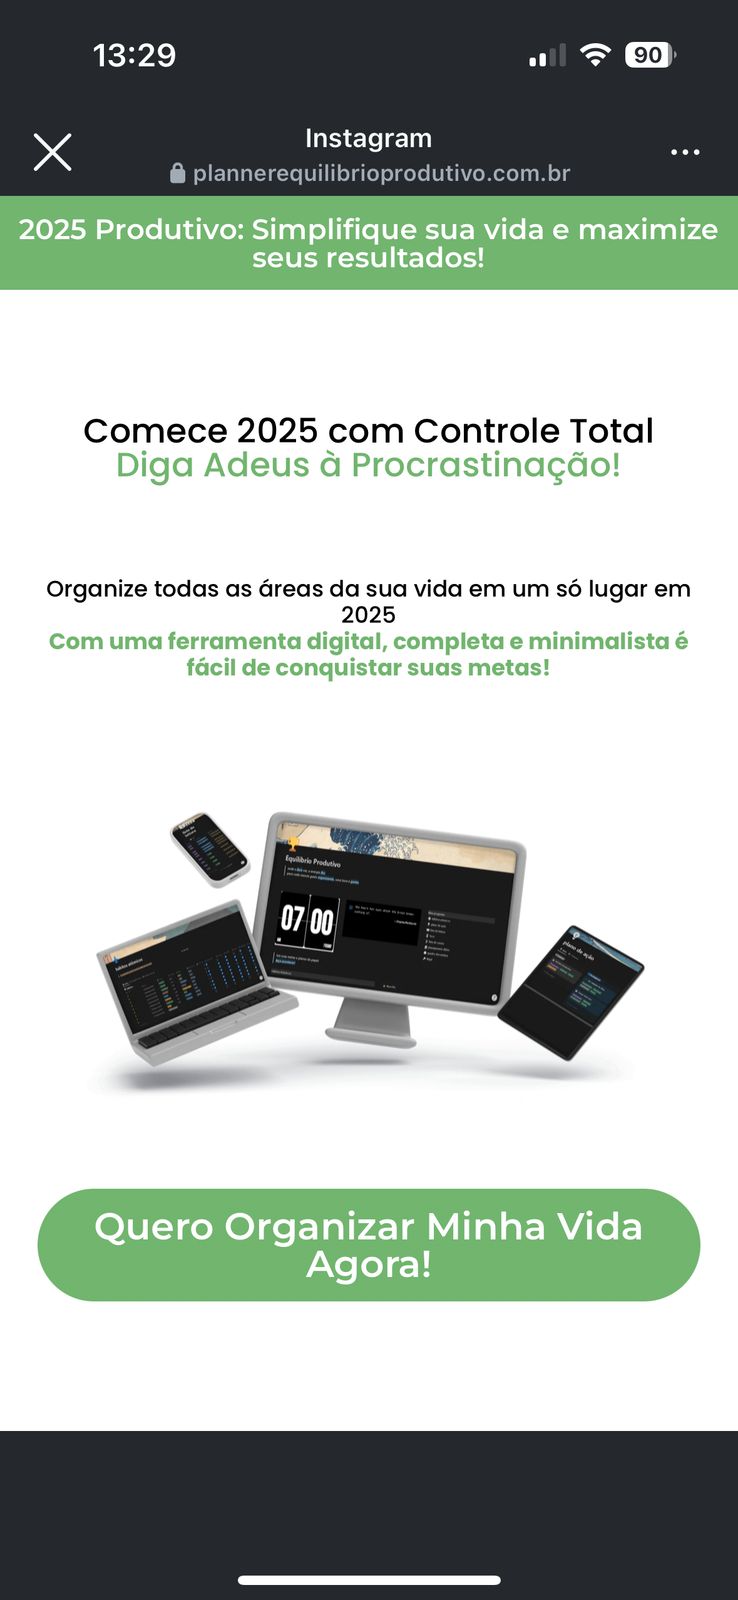 13:29
90
Instagram
plannerequilibrioprodutivo.com.br
2025 Produtivo: Simplifique sua vida e maximize
seus resultados!
Comece 2025 com Controle Total
Diga Adeus à Procrastinação!
Organize todas as áreas da sua vida em um só lugar em
2025
Com uma ferramenta digital, completa e minimalista é
fácil de conquistar suas metas!
Equilíbrio Produtivo
07 00
hábitos atômicos
plano de ação
Quero Organizar Minha Vida
Agora!